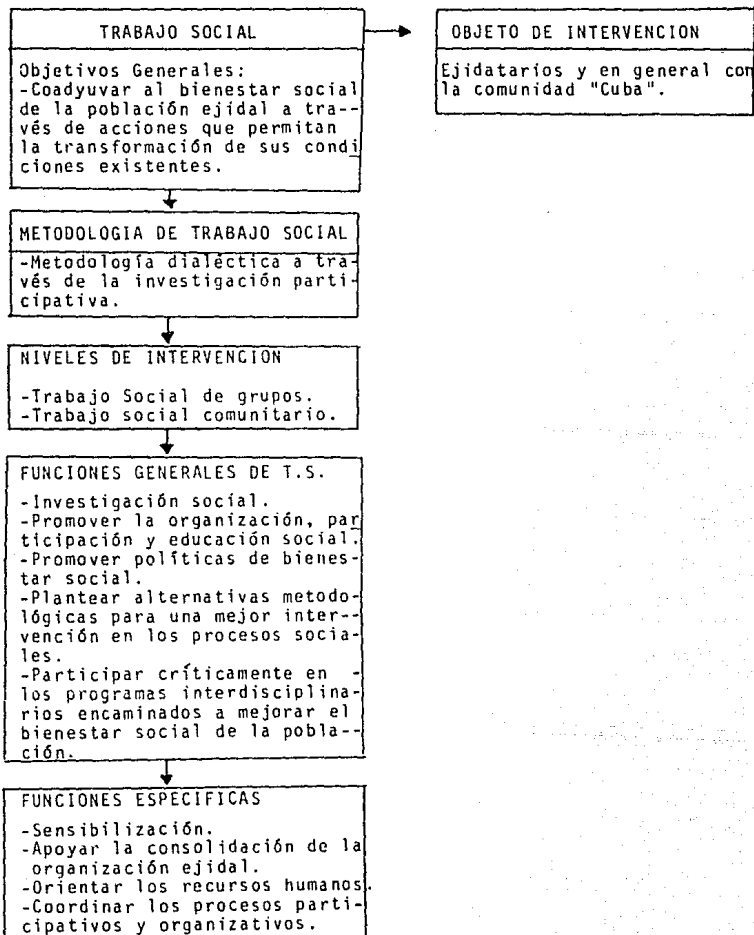 TRABAJO SOCIAL
Objetivos Generales:
-Coadyuvar al bienestar social
de la población ejidal a tra--
vés de acciones que permitan
la transformación de sus condi
ciones existentes.
OBJETO DE INTERVENCION
Ejidatarios y en general con
la comunidad "Cuba".
METODOLOGIA DE TRABAJO SOCIAL
-Metodología dialéctica a tra-
vés de la investigación parti-
cipativa.
NIVELES DE INTERVENCION
-Trabajo Social de grupos.
-Trabajo social comunitario.
FUNCIONES GENERALES DE T.S.
-Investigación social.
-Promover la organización, par
ticipación y educación social.
-Promover políticas de bienes-
tar social.
-Plantear alternativas metodo-
lógicas para una mejor inter--
vención en los procesos socia-
les.
-Participar críticamente en -
los programas interdisciplina-
rios encaminados a mejorar el
bienestar social de la pobla--
ción.
FUNCIONES ESPECIFICAS
-Sensibilización.
-Apoyar la consolidación de la
organización ejidal.
-Orientar los recursos humanos.
-Coordinar los procesos parti-
cipativos y organizativos.